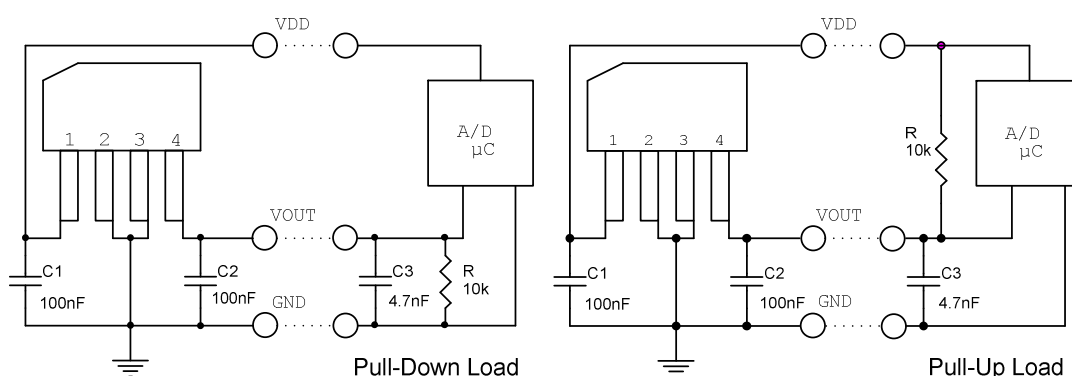 VDD
1 2 3 4
A/D
µC
VOUT
C1
100nF
C2
100nF
C3
4.7nF
R
10k
GND
Pull-Down Load
VDD
1 2 3 4
R
10k
A/D
µC
VOUT
C1
100nF
C2
100nF
C3
4.7nF
GND
Pull-Up Load